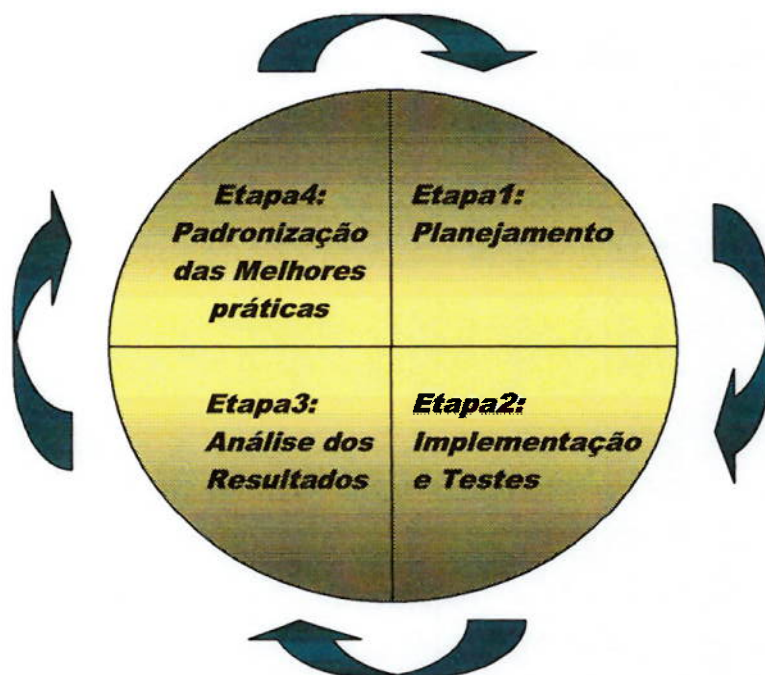 Etapa4:
Padronização
das Melhores
práticas
Etapa1:
Planejamento
Etapa3:
Análise dos
Resultados
Etapa2:
Implementação
e Testes